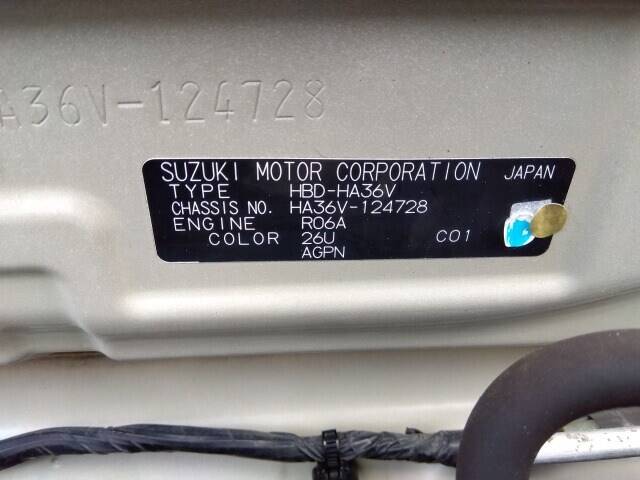 A36V-124728
SUZUKI MOTOR CORPORATION JAPAN
TYPE HBD-HA36V
CHASSIS NO. HA36V-124728
ENGINE R06A
COLOR 26U C01
AGPN